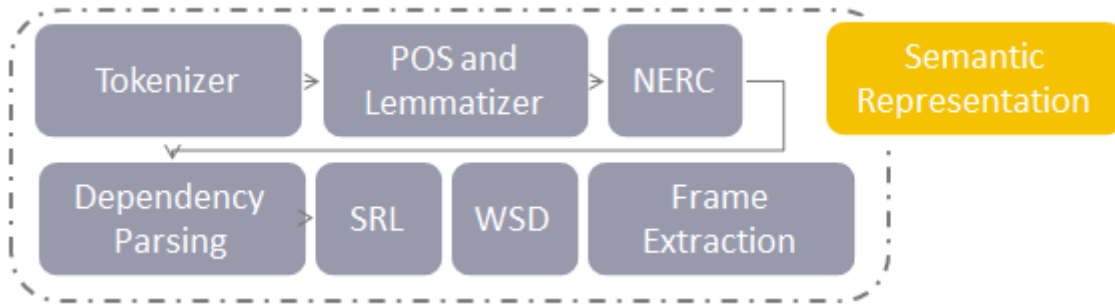 Tokenizer
POS and
Lemmatizer
NERC
Semantic
Representation
Dependency
Parsing
SRL
WSD
Frame
Extraction